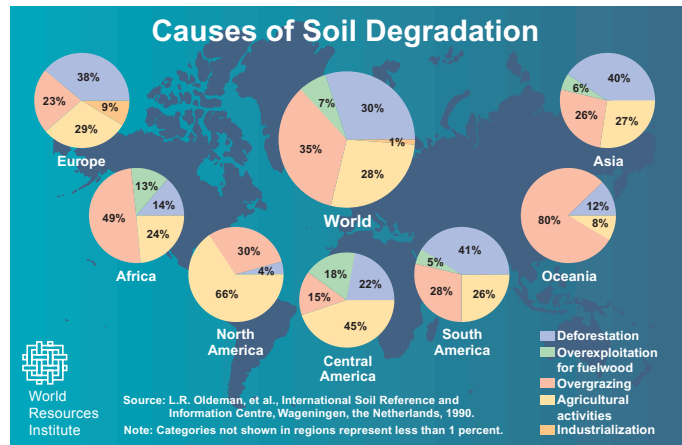 Causes of Soil Degradation
38%
23%
9%
29%
Europe
7%
30%
1%
35%
28%
World
40%
6%
26%
27%
Asia
13%
14%
49%
24%
Africa
30%
4%
66%
North
America
18%
22%
15%
45%
Central
America
41%
5%
28%
26%
South
America
12%
80%
8%
Oceania
Deforestation
Overexploitation
for fuelwood
Overgrazing
Agricultural
activities
Industrialization
World
Resources
Institute
Source: L.R. Oldeman, et al., International Soil Reference and
Information Centre, Wageningen, the Netherlands, 1990.
Note: Categories not shown in regions represent less than 1 percent.